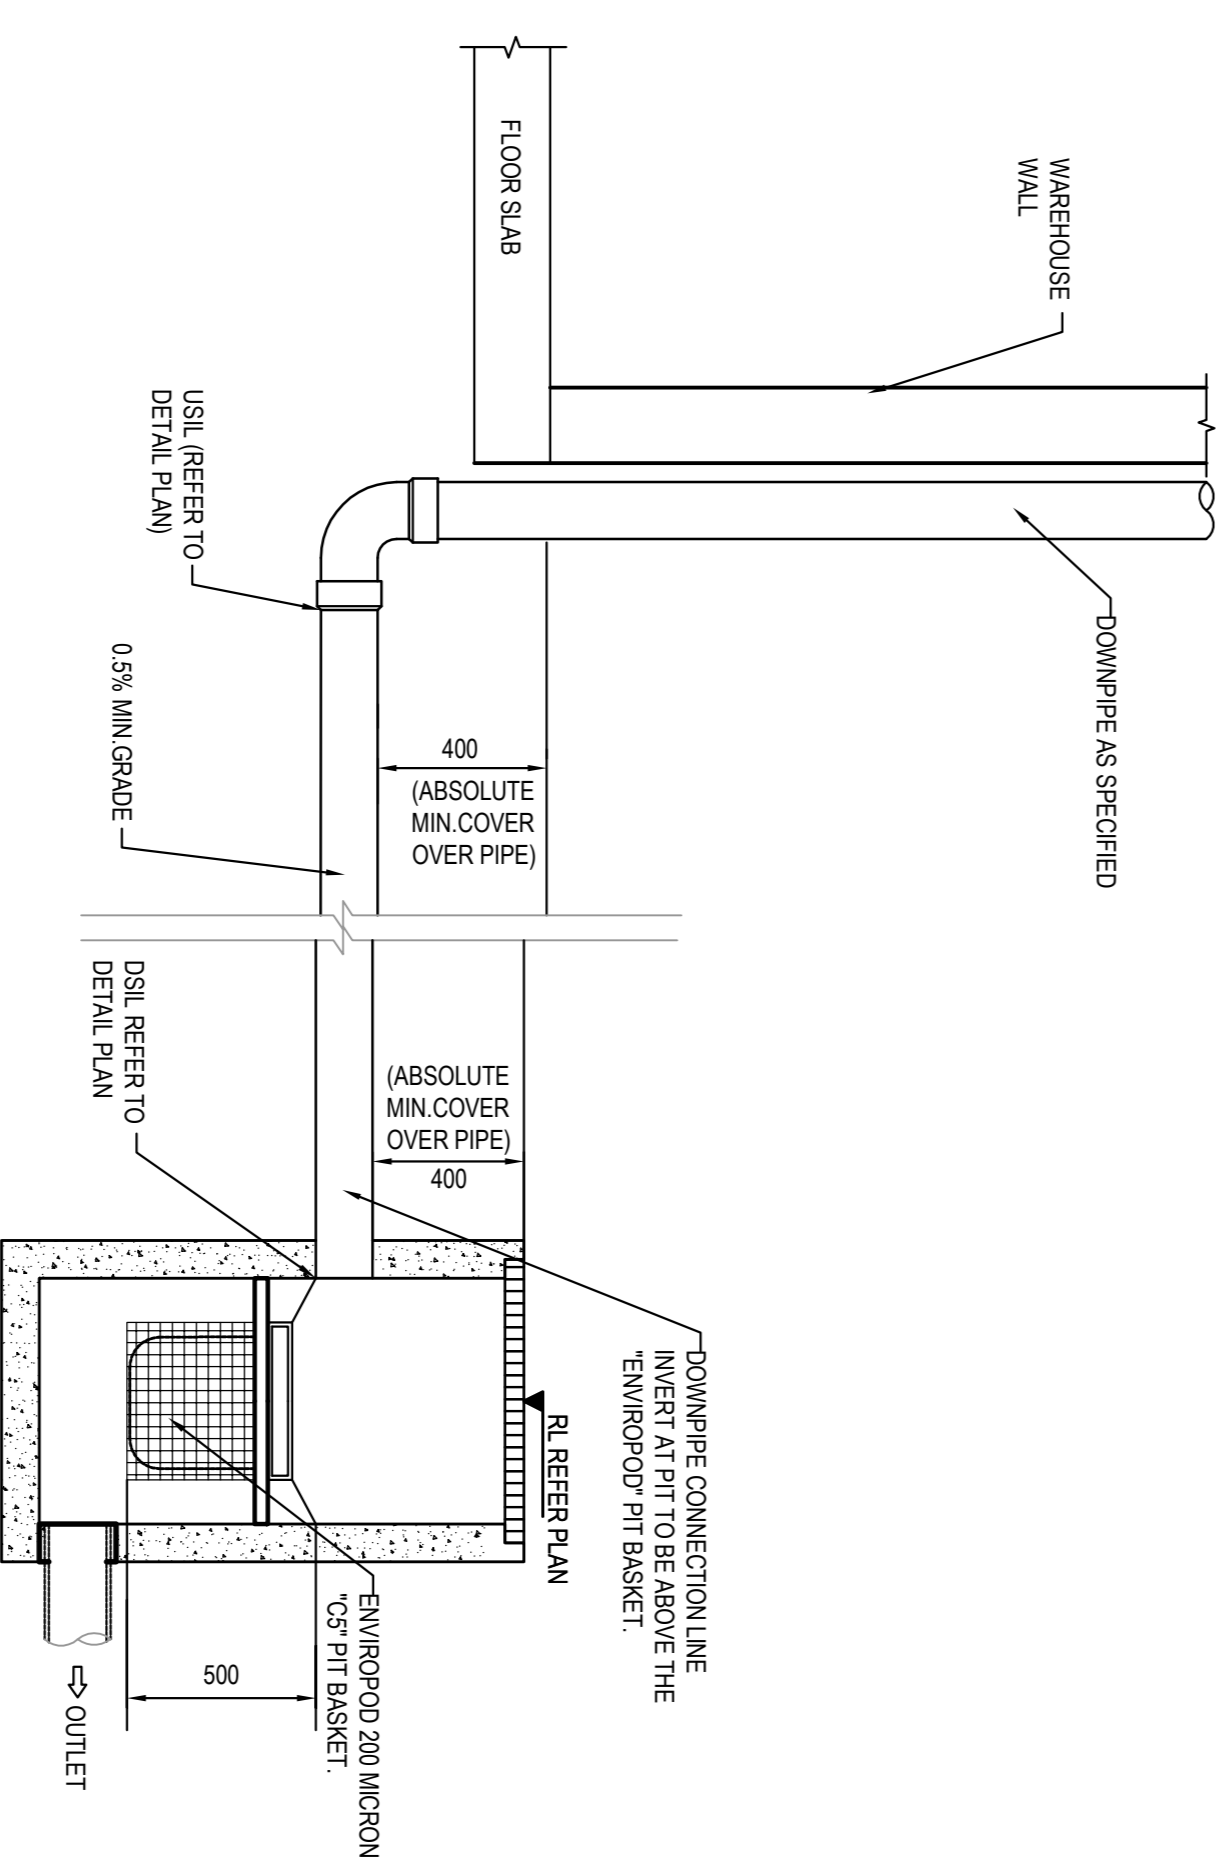 WAREHOUSE
WALL
FLOOR SLAB
DOWNPIPE AS SPECIFIED
USIL (REFER TO
DETAIL PLAN)
0.5% MIN.GRADE
400
(ABSOLUTE
MIN.COVER
OVER PIPE)
(ABSOLUTE
MIN.COVER
OVER PIPE)
400
DSIL REFER TO
DETAIL PLAN
DOWNPIPE CONNECTION LINE
INVERT AT PIT TO BE ABOVE THE
"ENVIROPOD" PIT BASKET.
RL REFER PLAN
ENVIROPOD 200 MICRON
"C5" PIT BASKET.
500
OUTLET